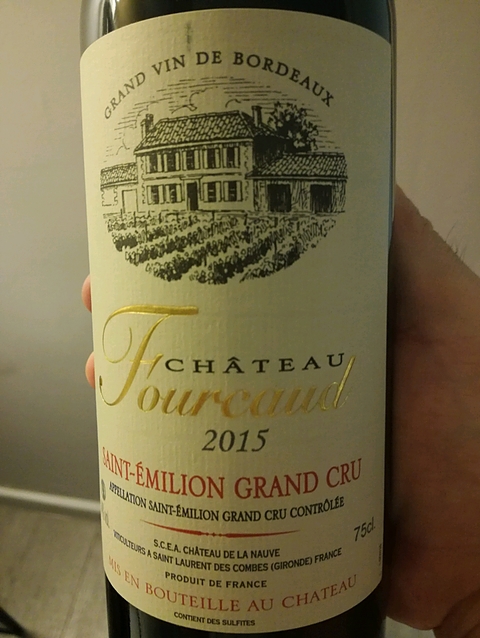 GRAND VIN DE BORDEAUX
CHÂTEAU
Fourcaud
2015
SAINT-ÉMILION GRAND CRU
APPELLATION SAINT-ÉMILION GRAND CRU CONTRÔLÉE
75cl
S.C.E.A. CHÂTEAU DE LA NAUVE
VITICULTEURS A SAINT LAURENT DES COMBES (GIRONDE) FRANCE
PRODUIT DE FRANCE
MIS EN BOUTEILLE AU CHATEAU
CONTIENT DES SULFITES